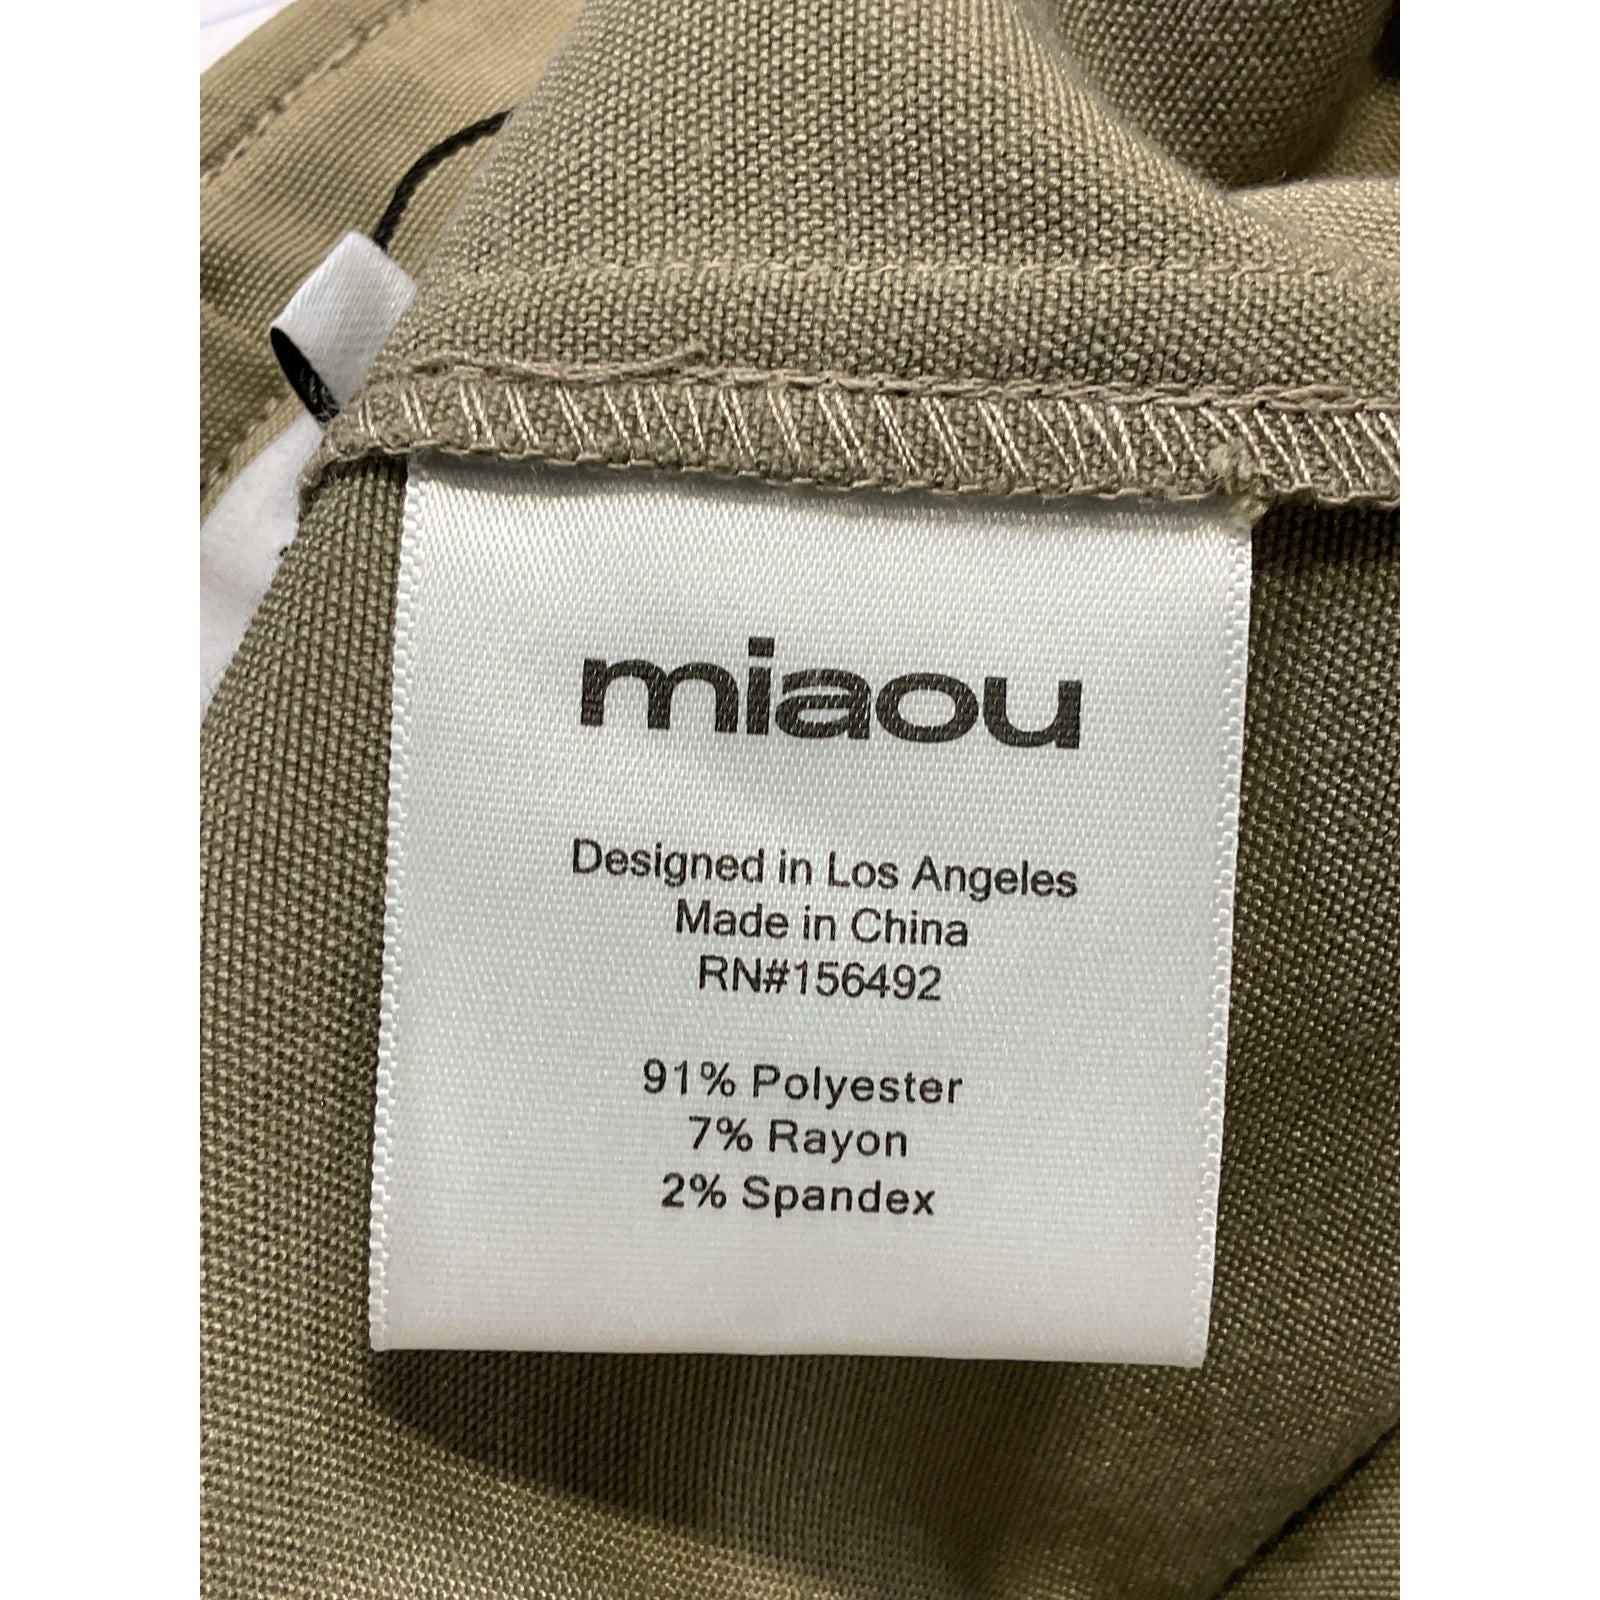 miaou
Designed in Los Angeles
Made in China
RN#156492
91% Polyester
7% Rayon
2% Spandex